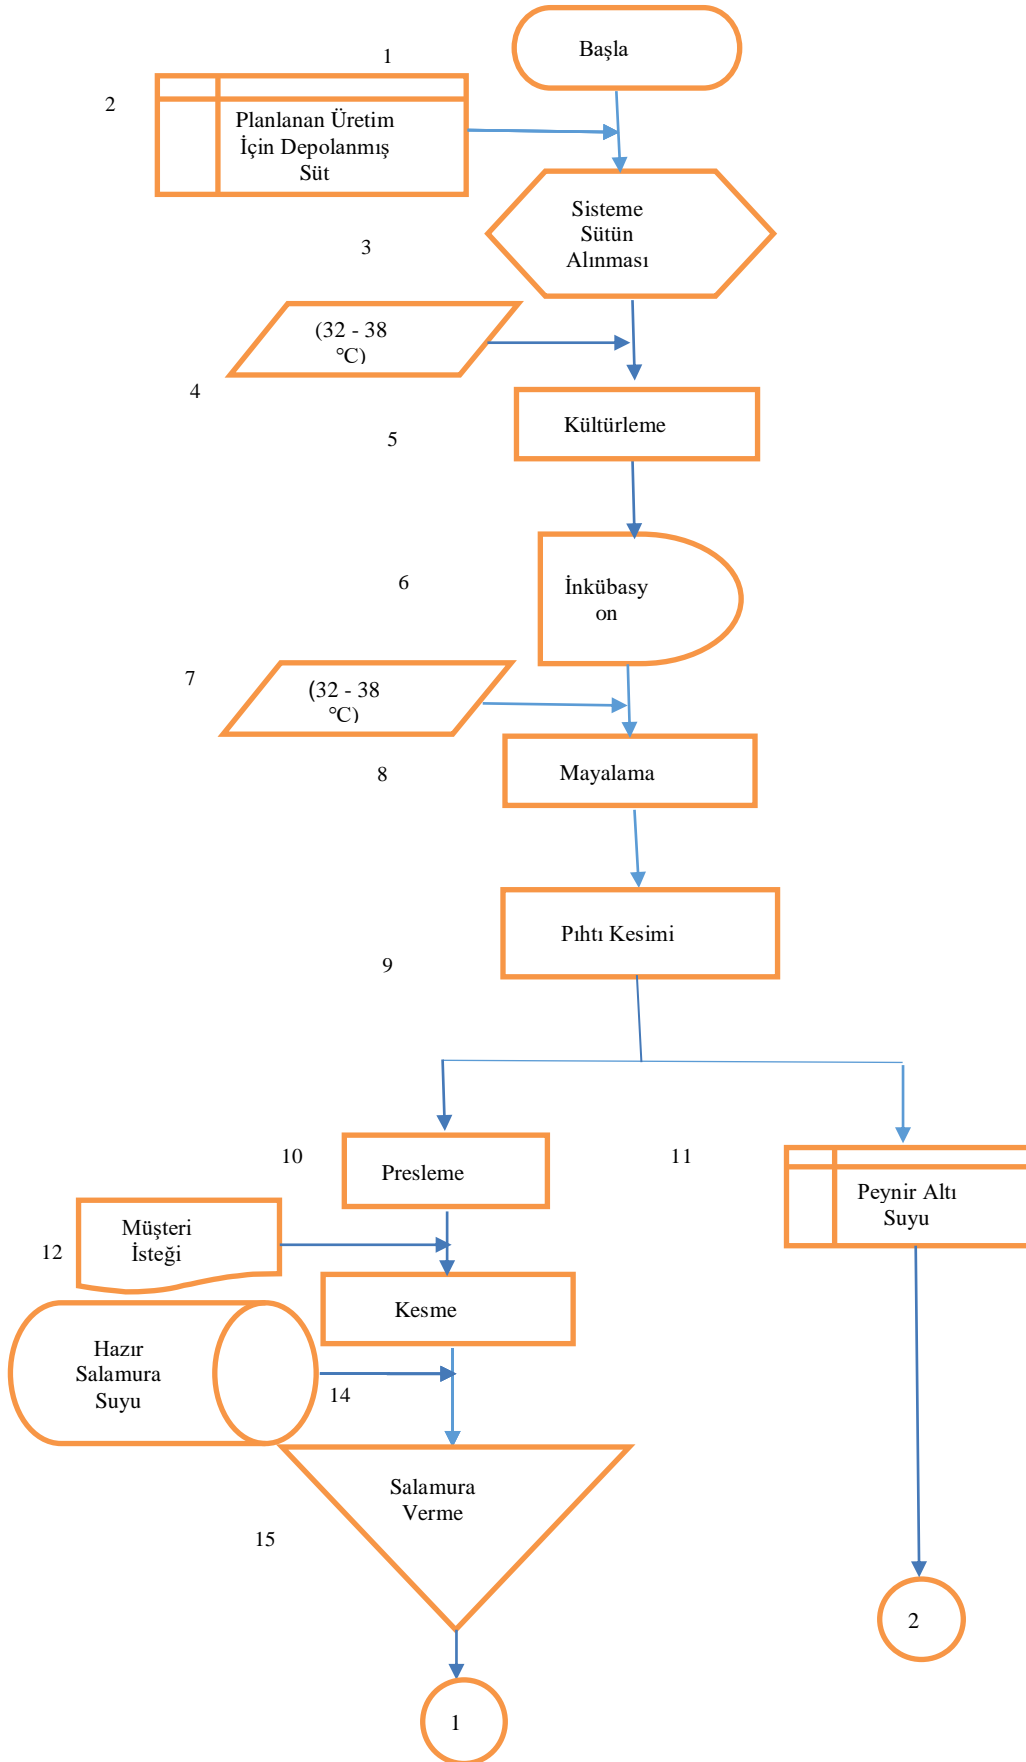 Başla
1
2
Planlanan Üretim
İçin Depolanmış
Süt
Sisteme
Sütün
Alınması
3
(32 - 38
°C)
4
Kültürleme
5
6
İnkübasy
on
7
(32 - 38
°C)
8
Mayalama
Pıhtı Kesimi
9
10
Presleme
11
Peynir Altı
Suyu
12
Müşteri
İsteği
Kesme
Hazır
Salamura
Suyu
14
Salamura
Verme
15
2
1